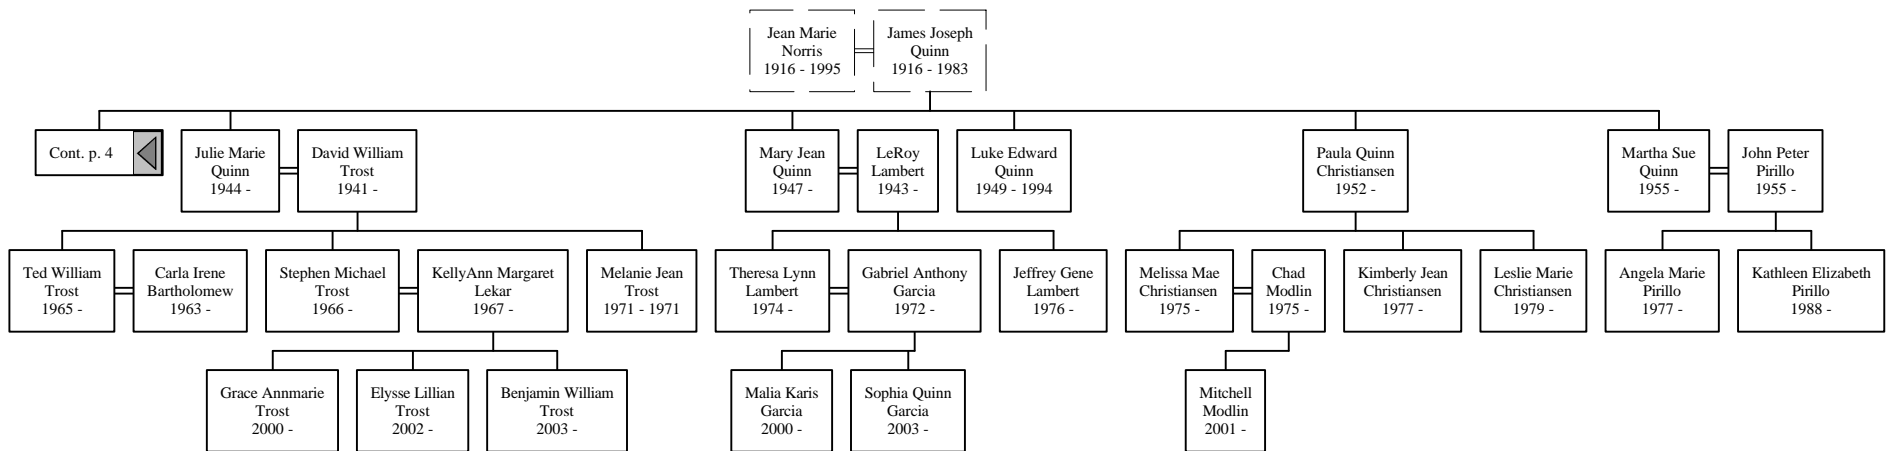 Jean Marie
Norris
1916 - 1995
James Joseph
Quinn
1916 - 1983
Cont. p. 4
Julie Marie
Quinn
1944 -
David William
Trost
1941 -
Mary Jean
Quinn
1947 -
LeRoy
Lambert
1943 -
Luke Edward
Quinn
1949 - 1994
Paula Quinn
Christiansen
1952 -
Martha Sue
Quinn
1955 -
John Peter
Pirillo
1955 -
Ted William
Trost
1965 -
Carla Irene
Bartholomew
1963 -
Stephen Michael
Trost
1966 -
KellyAnn Margaret
Lekar
1967 -
Melanie Jean
Trost
1971 - 1971
Theresa Lynn
Lambert
1974 -
Gabriel Anthony
Garcia
1972 -
Jeffrey Gene
Lambert
1976 -
Melissa Mae
Christiansen
1975 -
Chad
Modlin
1975 -
Kimberly Jean
Christiansen
1977 -
Leslie Marie
Christiansen
1979 -
Angela Marie
Pirillo
1977 -
Kathleen Elizabeth
Pirillo
1988 -
Grace Annmarie
Trost
2000 -
Elysse Lillian
Trost
2002 -
Benjamin William
Trost
2003 -
Malia Karis
Garcia
2000 -
Sophia Quinn
Garcia
2003 -
Mitchell
Modlin
2001 -